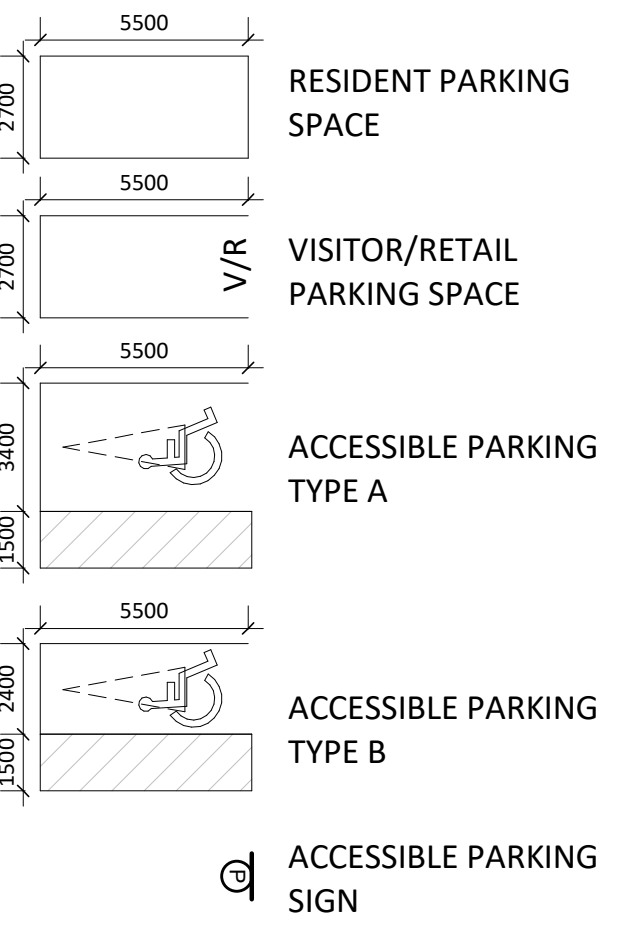 5500
2700
RESIDENT PARKING
SPACE
5500
2700
V/R
VISITOR/RETAIL
PARKING SPACE
5500
3400
1500
ACCESSIBLE PARKING
TYPE A
5500
2400
1500
ACCESSIBLE PARKING
TYPE B
P
ACCESSIBLE PARKING
SIGN